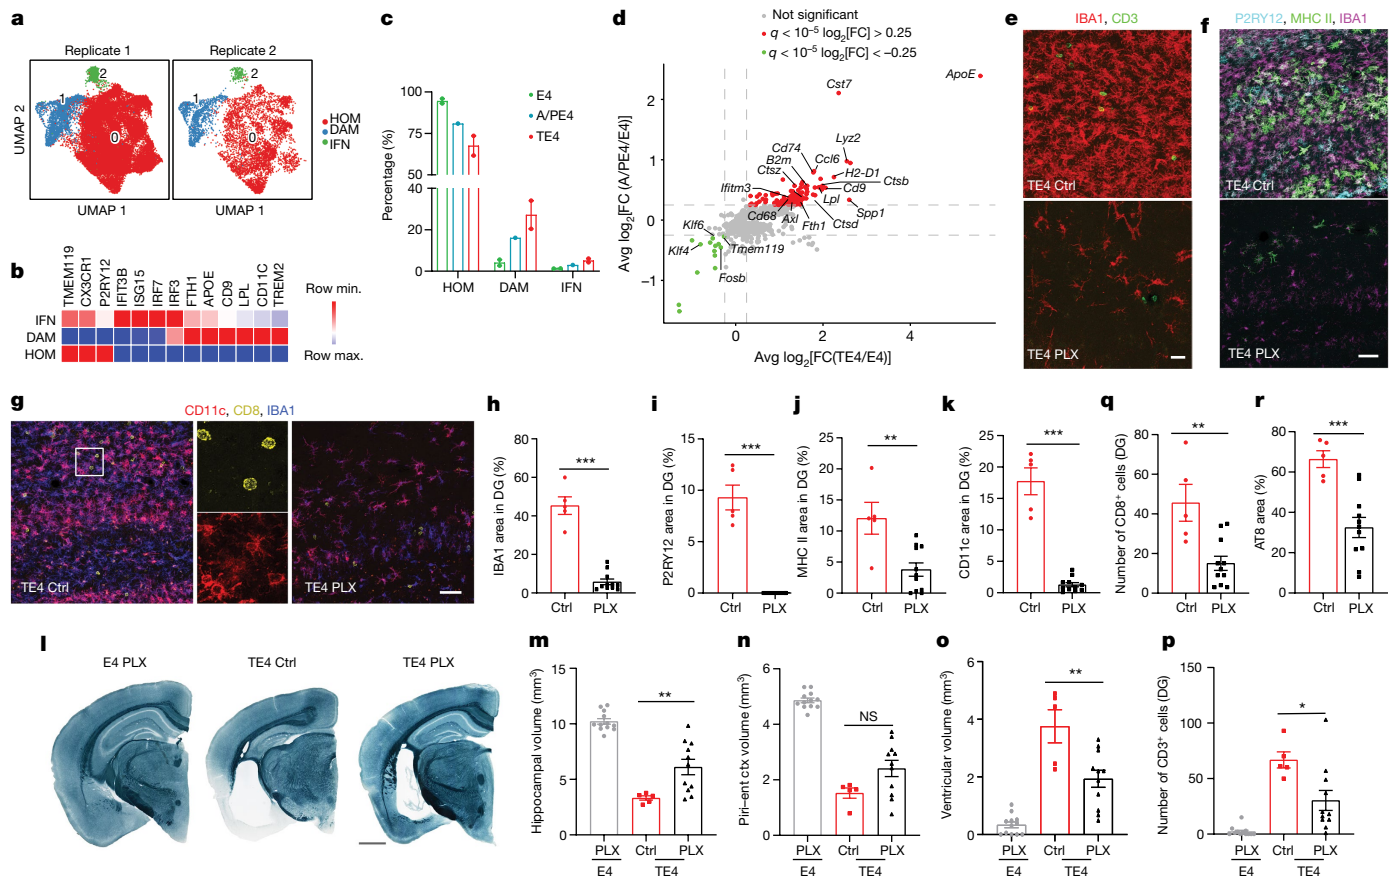 a
Replicate 1
Replicate 2
2
1
0
2
1
0
HOM
DAM
IFN
UMAP 2
UMAP 1
UMAP 1
b
TMEM119
CX3CR1
P2RY12
IFIT3B
ISG15
IRF7
IRF3
FTH1
APOE
CD9
LPL
CD11C
TREM2
IFN
DAM
HOM
Row min.
Row max.
c
E4
A/PE4
TE4
Percentage (%)
100
75
50
40
20
0
HOM
DAM
IFN
d
Not significant
q < 10⁻⁵ log₂[FC] > 0.25
q < 10⁻⁵ log₂[FC] < −0.25
Avg log₂[FC (A/PE4/E4)]
2
1
0
−1
0
2
4
Avg log₂[FC(TE4/E4)]
ApoE
Cst7
Lyz2
Cd74
B2m
Ctsz
Ccl6
H2-D1
Ctsb
Ifitm3
Cd9
Lpl
Spp1
Cd68
Axl
Fth1
Ctsd
Klf6
Klf4
Tmem119
Fosb
e
IBA1, CD3
TE4 Ctrl
TE4 PLX
f
P2RY12, MHC II, IBA1
TE4 Ctrl
TE4 PLX
g
CD11c, CD8, IBA1
TE4 Ctrl
TE4 PLX
h
IBA1 area in DG (%)
80
60
40
20
0
***
Ctrl
PLX
i
P2RY12 area in DG (%)
15
10
5
0
***
Ctrl
PLX
j
MHC II area in DG (%)
25
20
15
10
5
0
**
Ctrl
PLX
k
CD11c area in DG (%)
25
20
15
10
5
0
***
Ctrl
PLX
q
Number of CD8⁺ cells (DG)
80
60
40
20
0
**
Ctrl
PLX
r
AT8 area (%)
80
60
40
20
0
***
Ctrl
PLX
l
E4 PLX
TE4 Ctrl
TE4 PLX
m
Hippocampal volume (mm³)
15
10
5
0
**
PLX
Ctrl
PLX
E4
TE4
n
Piri–ent ctx volume (mm³)
6
4
2
0
NS
PLX
Ctrl
PLX
E4
TE4
o
Ventricular volume (mm³)
6
4
2
0
**
PLX
Ctrl
PLX
E4
TE4
p
Number of CD3⁺ cells (DG)
150
100
50
0
*
PLX
Ctrl
PLX
E4
TE4